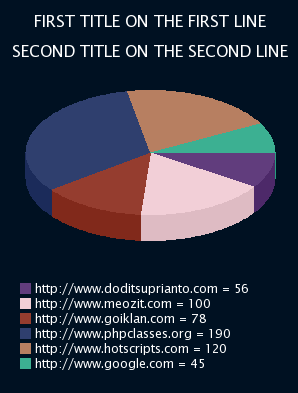 FIRST TITLE ON THE FIRST LINE
SECOND TITLE ON THE SECOND LINE
http://www.doditsuprianto.com = 56
http://www.meozit.com = 100
http://www.goiklan.com = 78
http://www.phpclasses.org = 190
http://www.hotscripts.com = 120
http://www.google.com = 45